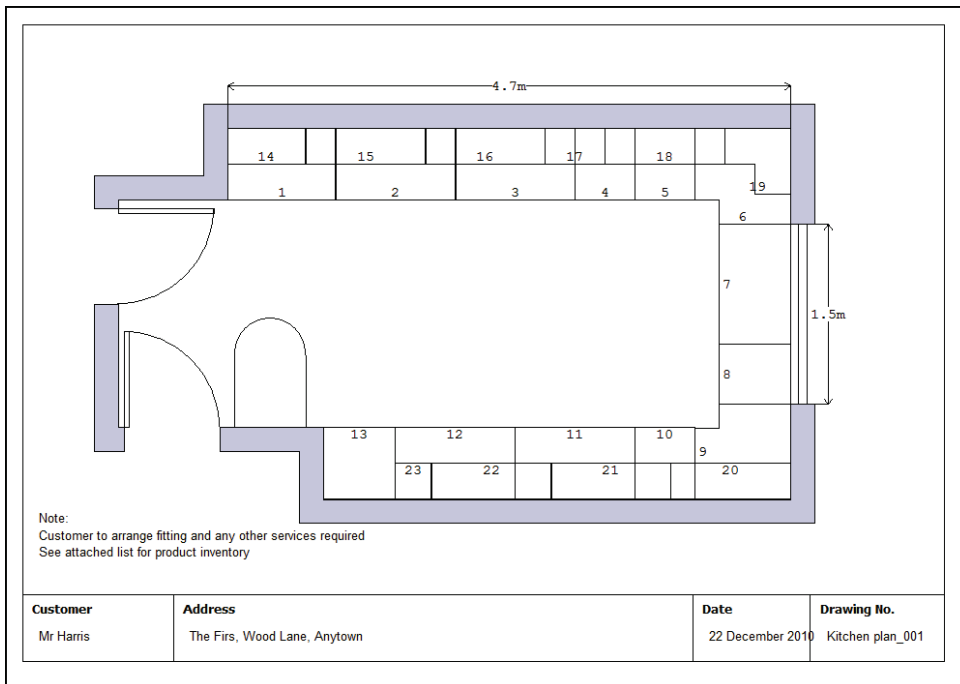 4.7m
14 15 16 17 18
19
1 2 3 4 5
6
7
1.5m
8
13 12 11 10
9
23 22 21 20
Note:
Customer to arrange fitting and any other services required
See attached list for product inventory
Customer Address Date Drawing No.
Mr Harris The Firs, Wood Lane, Anytown 22 December 2010 Kitchen plan_001